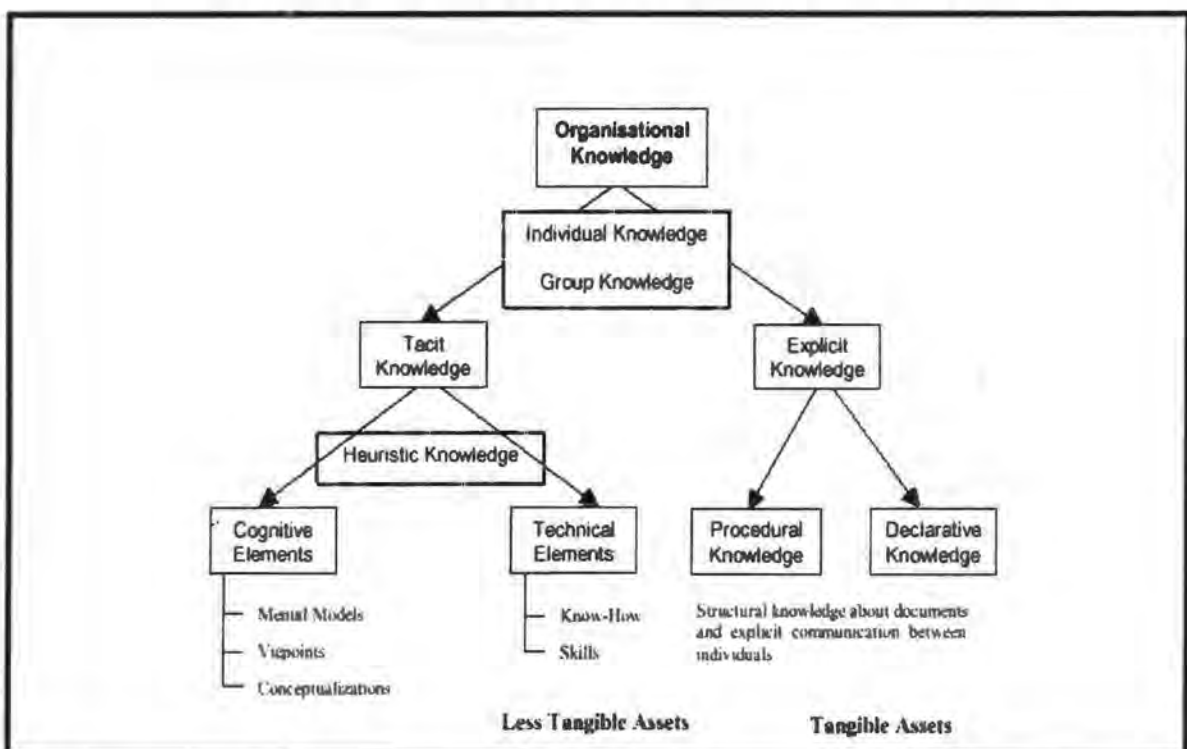 Organisational
Knowledge
Individual Knowledge
Group Knowledge
Tacit
Knowledge
Explicit
Knowledge
Heuristic Knowledge
Cognitive
Elements
Technical
Elements
Procedural
Knowledge
Declarative
Knowledge
Mental Models
Viepoints
Conceptualizations
Know-How
Skills
Structural knowledge about documents
and explicit communication between
individuals
Less Tangible Assets
Tangible Assets